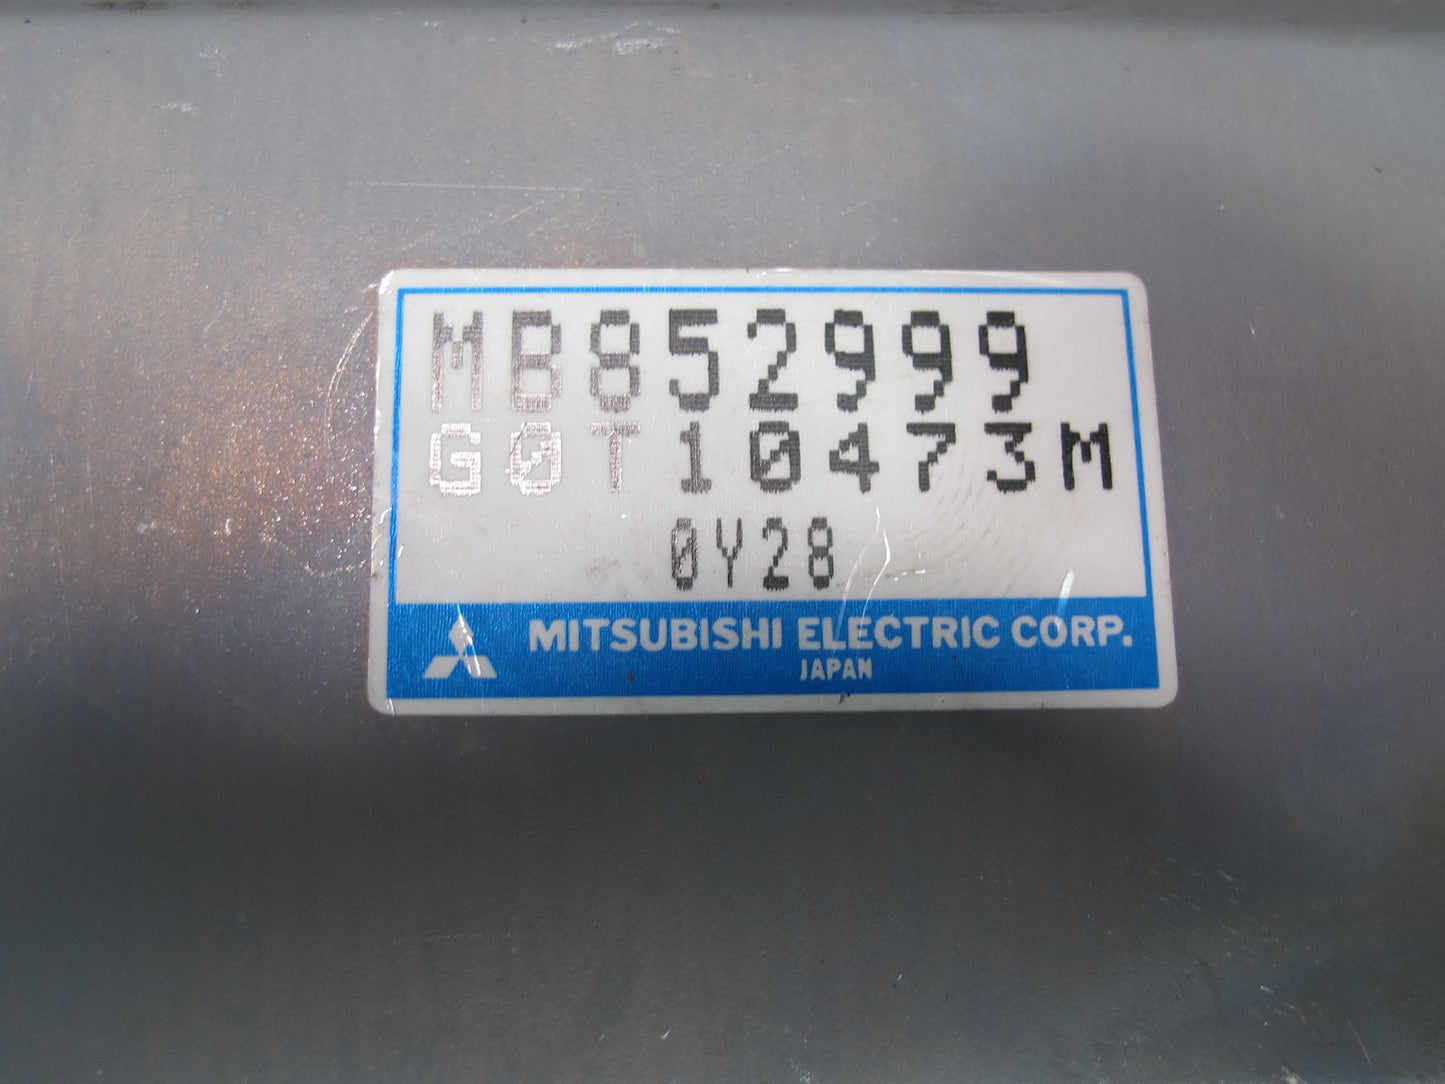 MB852999
G0T10473M
0Y28
MITSUBISHI ELECTRIC CORP.
JAPAN